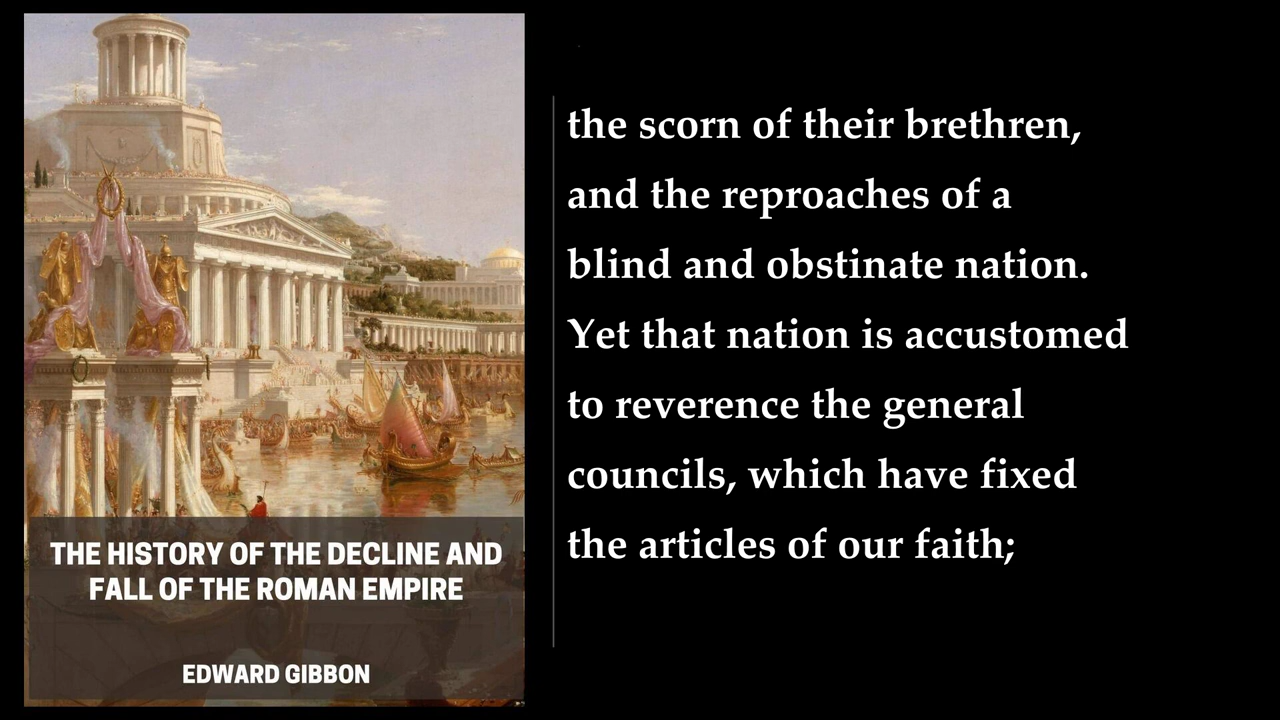 THE HISTORY OF THE DECLINE AND
FALL OF THE ROMAN EMPIRE
EDWARD GIBBON
the scorn of their brethren,
and the reproaches of a
blind and obstinate nation.
Yet that nation is accustomed
to reverence the general
councils, which have fixed
the articles of our faith;